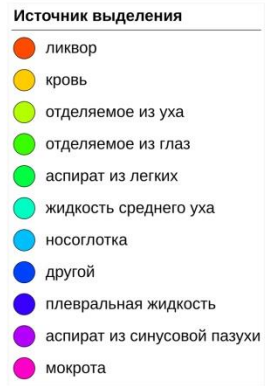 Источник выделения
ликвор
кровь
отделяемое из уха
отделяемое из глаз
аспират из легких
жидкость среднего уха
носоглотка
другой
плевральная жидкость
аспират из синусовой пазухи
мокрота